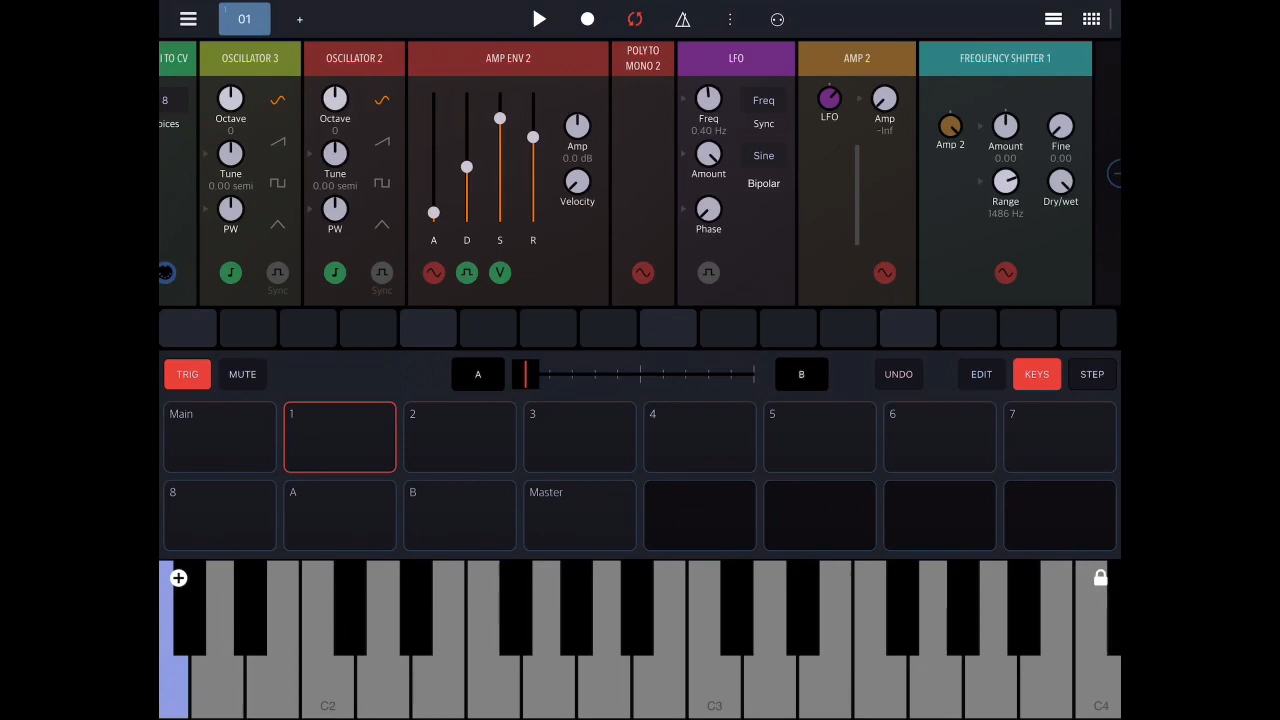 1
01
+
I TO CV
OSCILLATOR 3
OSCILLATOR 2
AMP ENV 2
POLY TO
MONO 2
LFO
AMP 2
FREQUENCY SHIFTER 1
8
oices
Octave
0
Tune
0.00 semi
PW
Sync
Octave
0
Tune
0.00 semi
PW
Sync
A
D
S
R
V
Amp
0.0 dB
Velocity
Freq
0.40 Hz
Amount
Phase
Freq
Sync
Sine
Bipolar
LFO
Amp
-Inf
Amp 2
Amount
0.00
Fine
0.00
Range
1486 Hz
Dry/wet
TRIG
MUTE
A
B
UNDO
EDIT
KEYS
STEP
Main
1
2
3
4
5
6
7
8
A
B
Master
C2
C3
C4